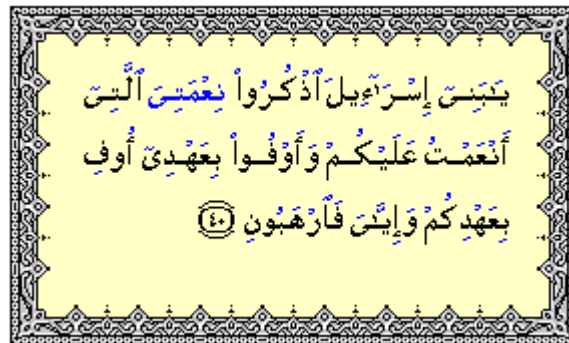 يَـٰبَنِىٓ إِسْرَٰٓءِيلَ ٱذْكُرُوا۟ نِعْمَتِىَ ٱلَّتِىٓ
أَنْعَمْتُ عَلَيْكُمْ وَأَوْفُوا۟ بِعَهْدِىٓ أُوفِ
بِعَهْدِكُمْ وَإِيَّـٰىَ فَٱرْهَبُونِ ﴿٤٠﴾